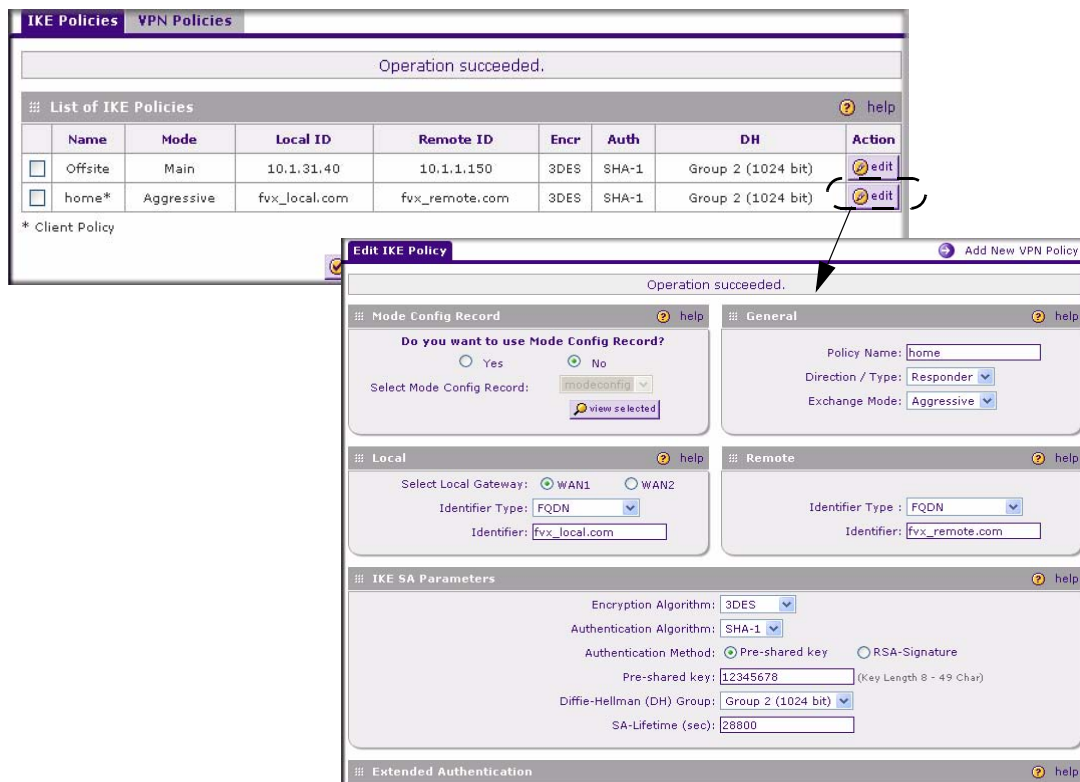 IKE Policies VPN Policies
Operation succeeded.
List of IKE Policies help
Name Mode Local ID Remote ID Encr Auth DH Action
Offsite Main 10.1.31.40 10.1.1.150 3DES SHA-1 Group 2 (1024 bit) edit
home* Aggressive fvx_local.com fvx_remote.com 3DES SHA-1 Group 2 (1024 bit) edit
* Client Policy
Edit IKE Policy Add New VPN Policy
Operation succeeded.
Mode Config Record help
Do you want to use Mode Config Record?
Yes No
Select Mode Config Record: modeconfig
view selected
General help
Policy Name: home
Direction / Type: Responder
Exchange Mode: Aggressive
Local help
Select Local Gateway: WAN1 WAN2
Identifier Type: FQDN
Identifier: fvx_local.com
Remote help
Identifier Type : FQDN
Identifier: fvx_remote.com
IKE SA Parameters help
Encryption Algorithm: 3DES
Authentication Algorithm: SHA-1
Authentication Method: Pre-shared key RSA-Signature
Pre-shared key: 12345678 (Key Length 8 - 49 Char)
Diffie-Hellman (DH) Group: Group 2 (1024 bit)
SA-Lifetime (sec): 28800
Extended Authentication help